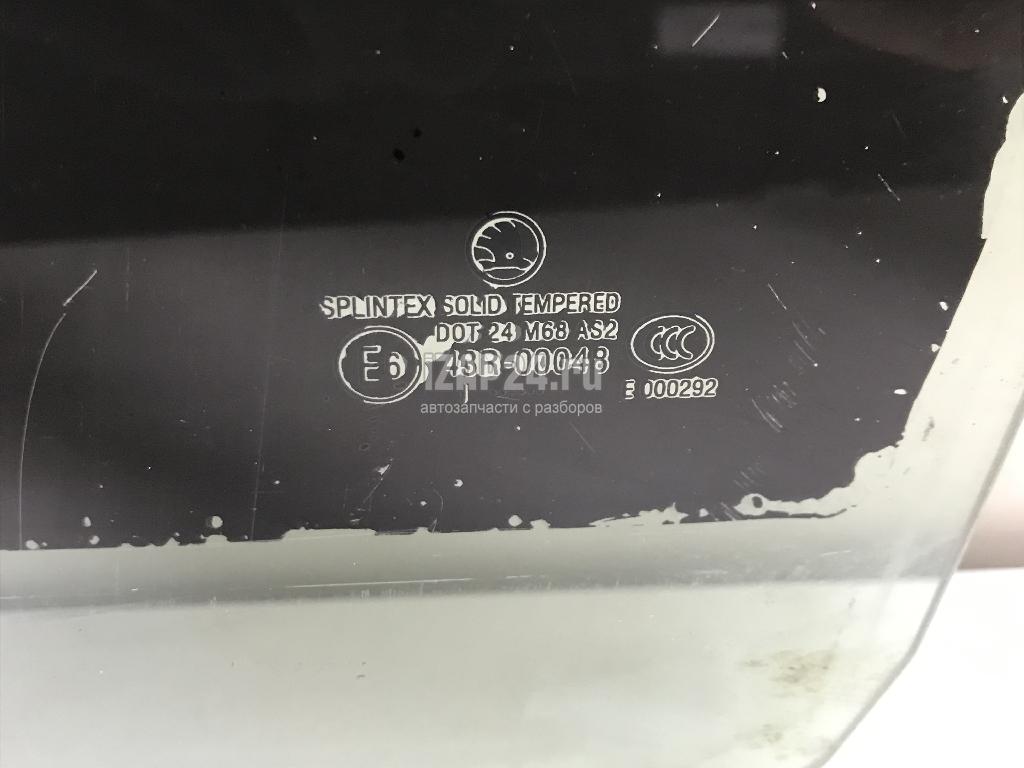 SPLINTEX SOLID TEMPERED
DOT 24 M68 AS2
E6 43R-00048
CCC
E 000292
IZAP24.ru
автозапчасти с разборов